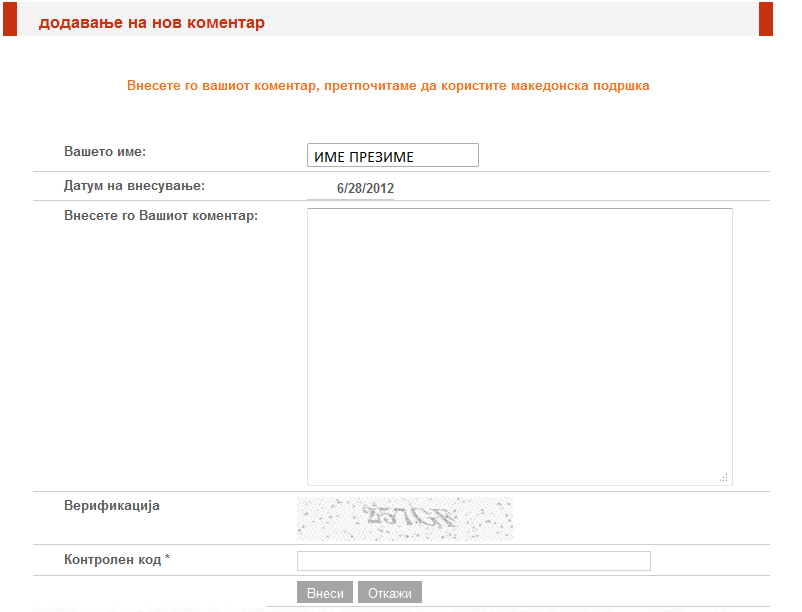 додавање на нов коментар
Внесете го вашиот коментар, претпочитаме да користите македонска подршка
Вашето име:
ИМЕ ПРЕЗИМЕ
Датум на внесување:
6/28/2012
Внесете го Вашиот коментар:
Верификација
Контролен код *
Внеси
Откажи